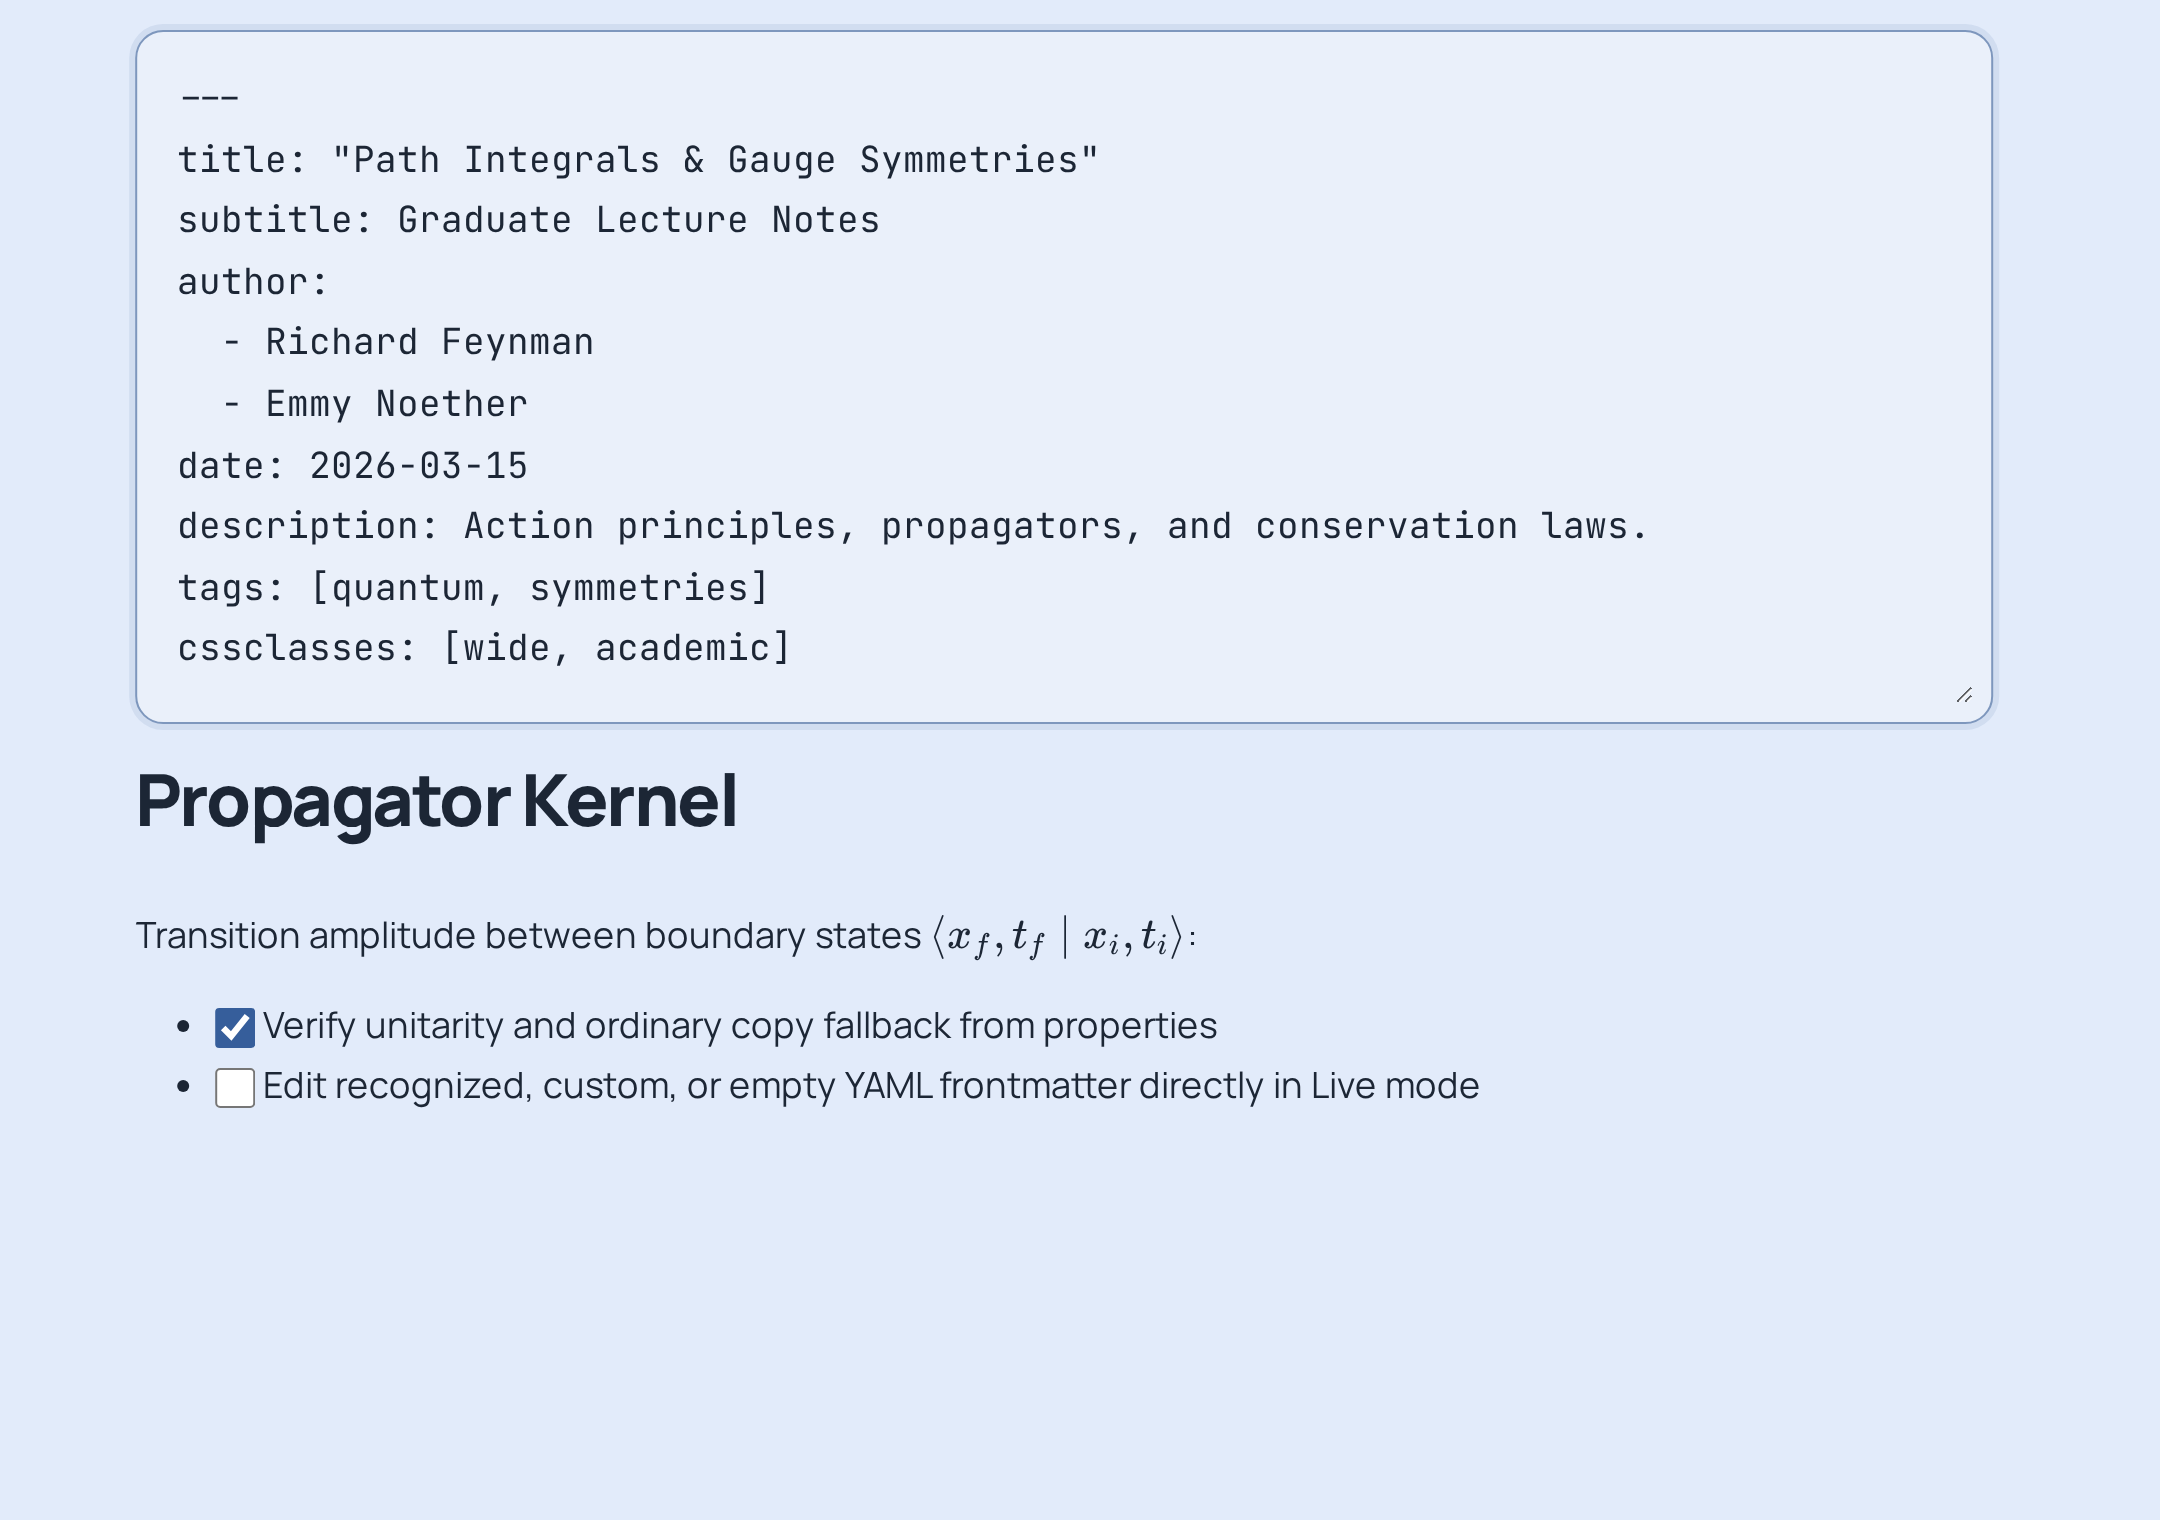 ---
title: "Path Integrals & Gauge Symmetries"
subtitle: Graduate Lecture Notes
author:
  - Richard Feynman
  - Emmy Noether
date: 2026-03-15
description: Action principles, propagators, and conservation laws.
tags: [quantum, symmetries]
cssclasses: [wide, academic]
Propagator Kernel
Transition amplitude between boundary states ⟨x_f, t_f | x_i, t_i⟩:
Verify unitarity and ordinary copy fallback from properties
Edit recognized, custom, or empty YAML frontmatter directly in Live mode